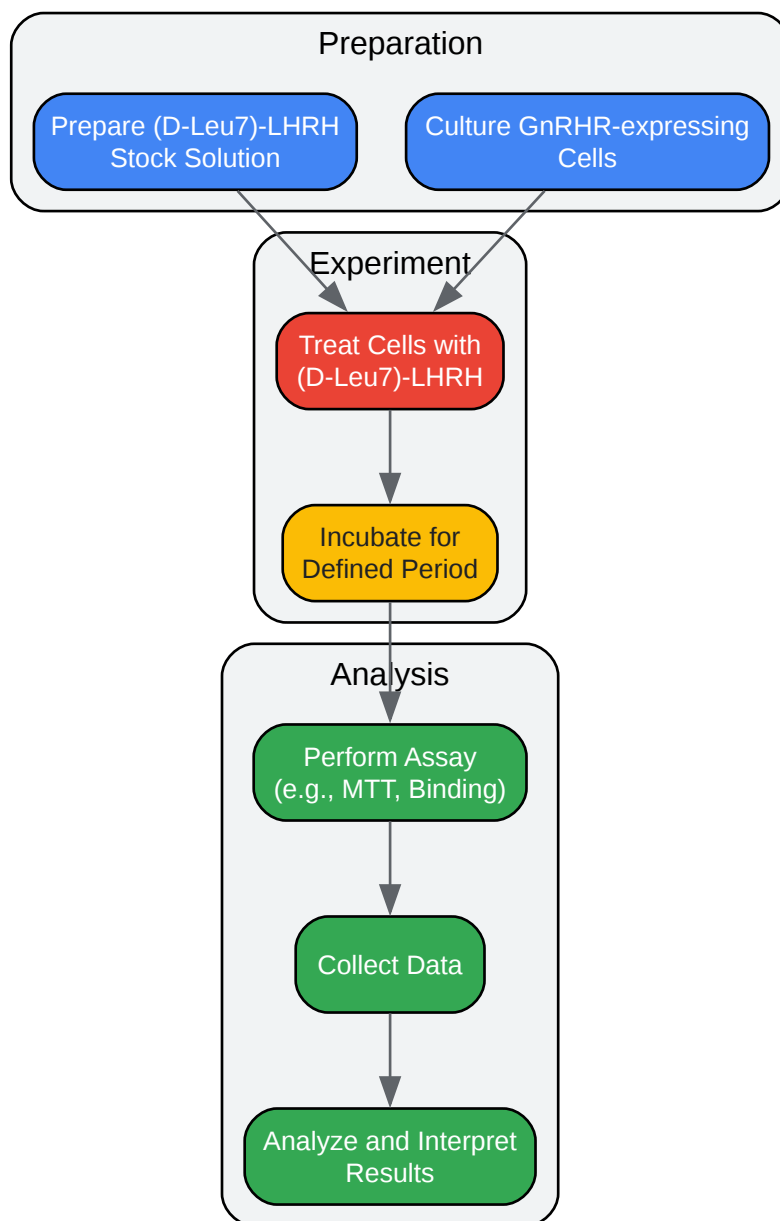 Preparation
Prepare (D-Leu7)-LHRH
Stock Solution
Culture GnRHR-expressing
Cells
Experiment
Treat Cells with
(D-Leu7)-LHRH
Incubate for
Defined Period
Analysis
Perform Assay
(e.g., MTT, Binding)
Collect Data
Analyze and Interpret
Results